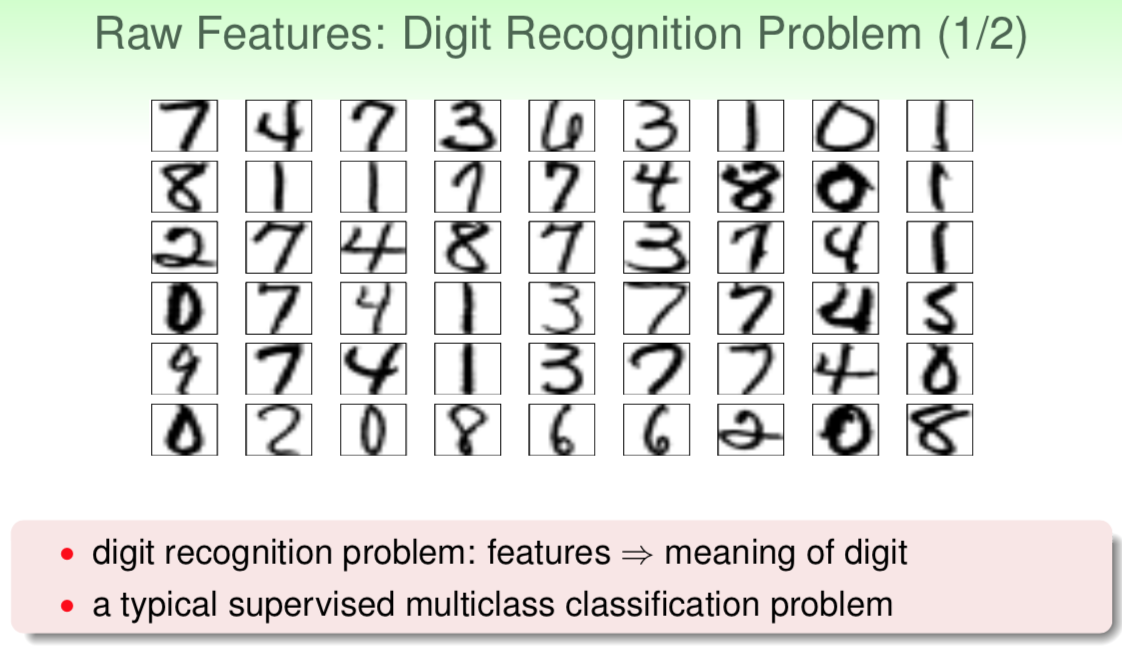 Raw Features: Digit Recognition Problem (1/2)
7 4 7 3 6 3 1 0 1
8 1 1 7 7 4 8 0 1
2 7 4 8 7 3 7 4 1
0 7 4 1 3 7 7 4 5
9 7 4 1 3 7 7 4 0
0 2 0 8 6 6 2 0 8
• digit recognition problem: features ⇒ meaning of digit
• a typical supervised multiclass classification problem